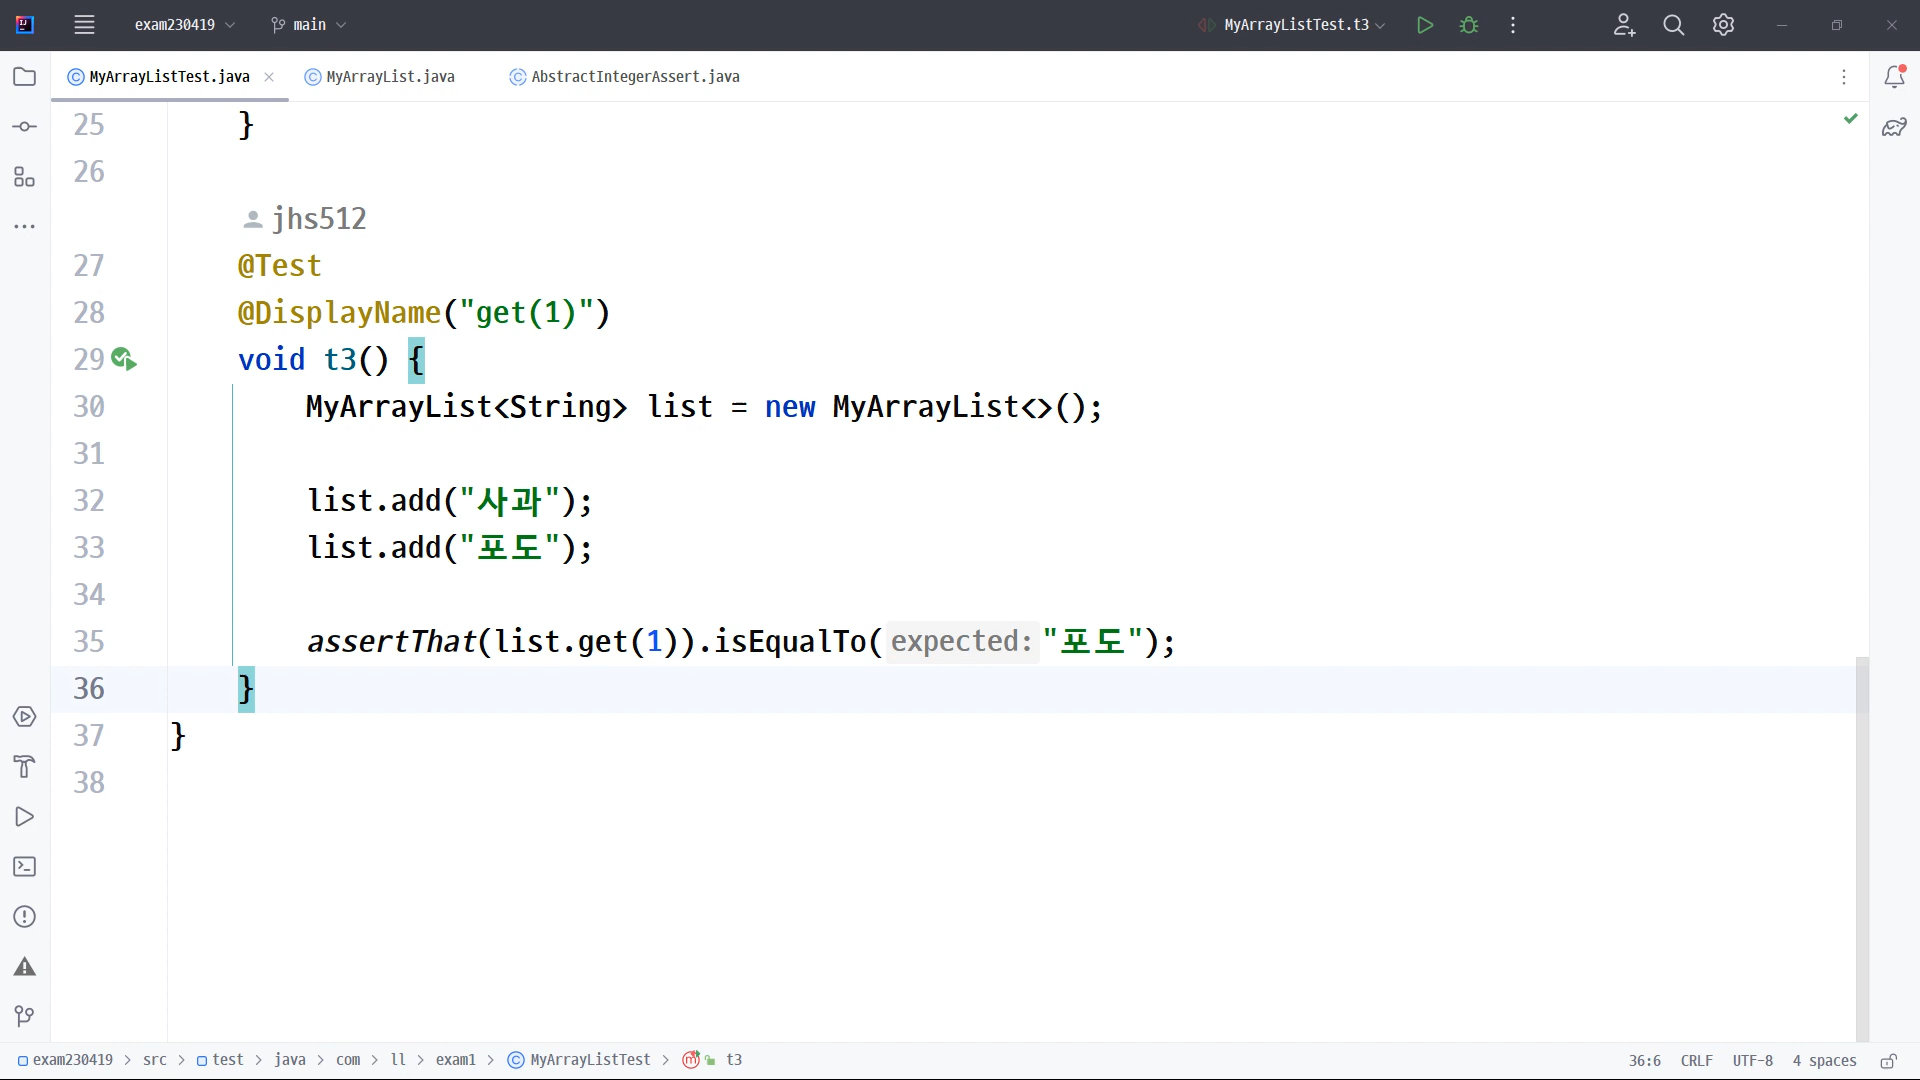 exam230419 main MyArrayListTest.t3
MyArrayListTest.java MyArrayList.java AbstractIntegerAssert.java
25 }
26
jhs512
27 @Test
28 @DisplayName("get(1)")
29 void t3() {
30 MyArrayList<String> list = new MyArrayList<>();
31
32 list.add("사과");
33 list.add("포도");
34
35 assertThat(list.get(1)).isEqualTo( expected: "포도");
36 }
37 }
38
exam230419 > src > test > java > com > ll > exam1 > MyArrayListTest > t3 36:6 CRLF UTF-8 4 spaces